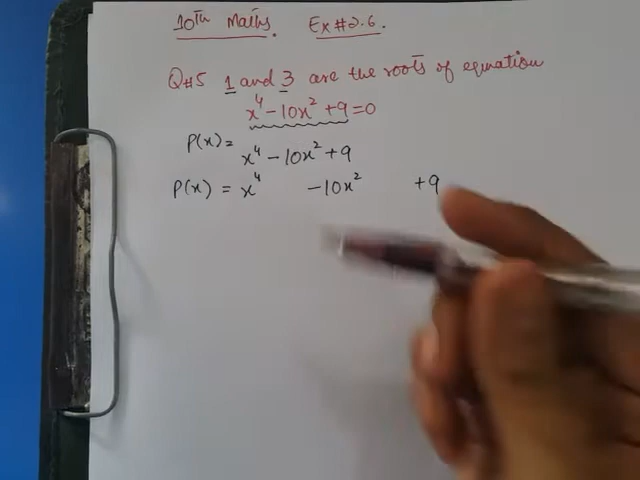 10TH Maths. Ex#2.6.
Q#5 1 and 3 are the roots of equation
x⁴-10x²+9=0
P(x)=
x⁴-10x²+9
P(x) = x⁴ -10x² +9